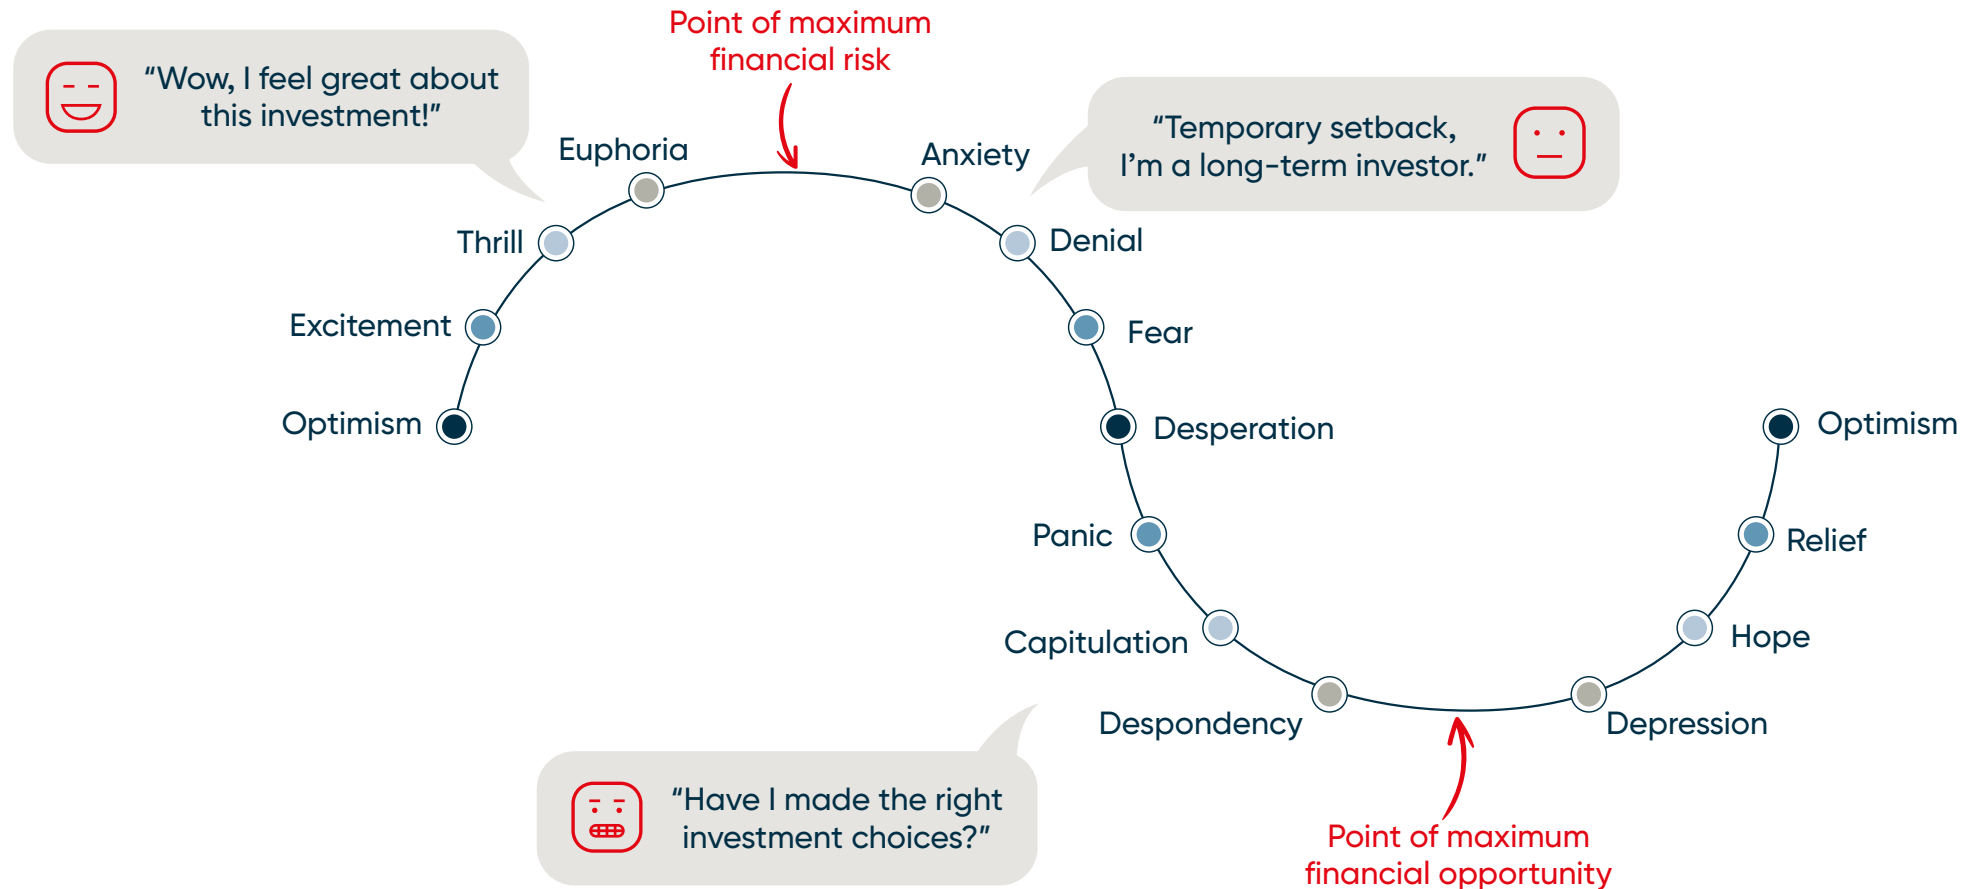 Point of maximum
financial risk
“Wow, I feel great about
this investment!”
“Temporary setback,
I’m a long-term investor.”
Euphoria
Anxiety
Thrill
Denial
Excitement
Fear
Optimism
Desperation
Optimism
Panic
Relief
Capitulation
Hope
Despondency
Depression
“Have I made the right
investment choices?”
Point of maximum
financial opportunity